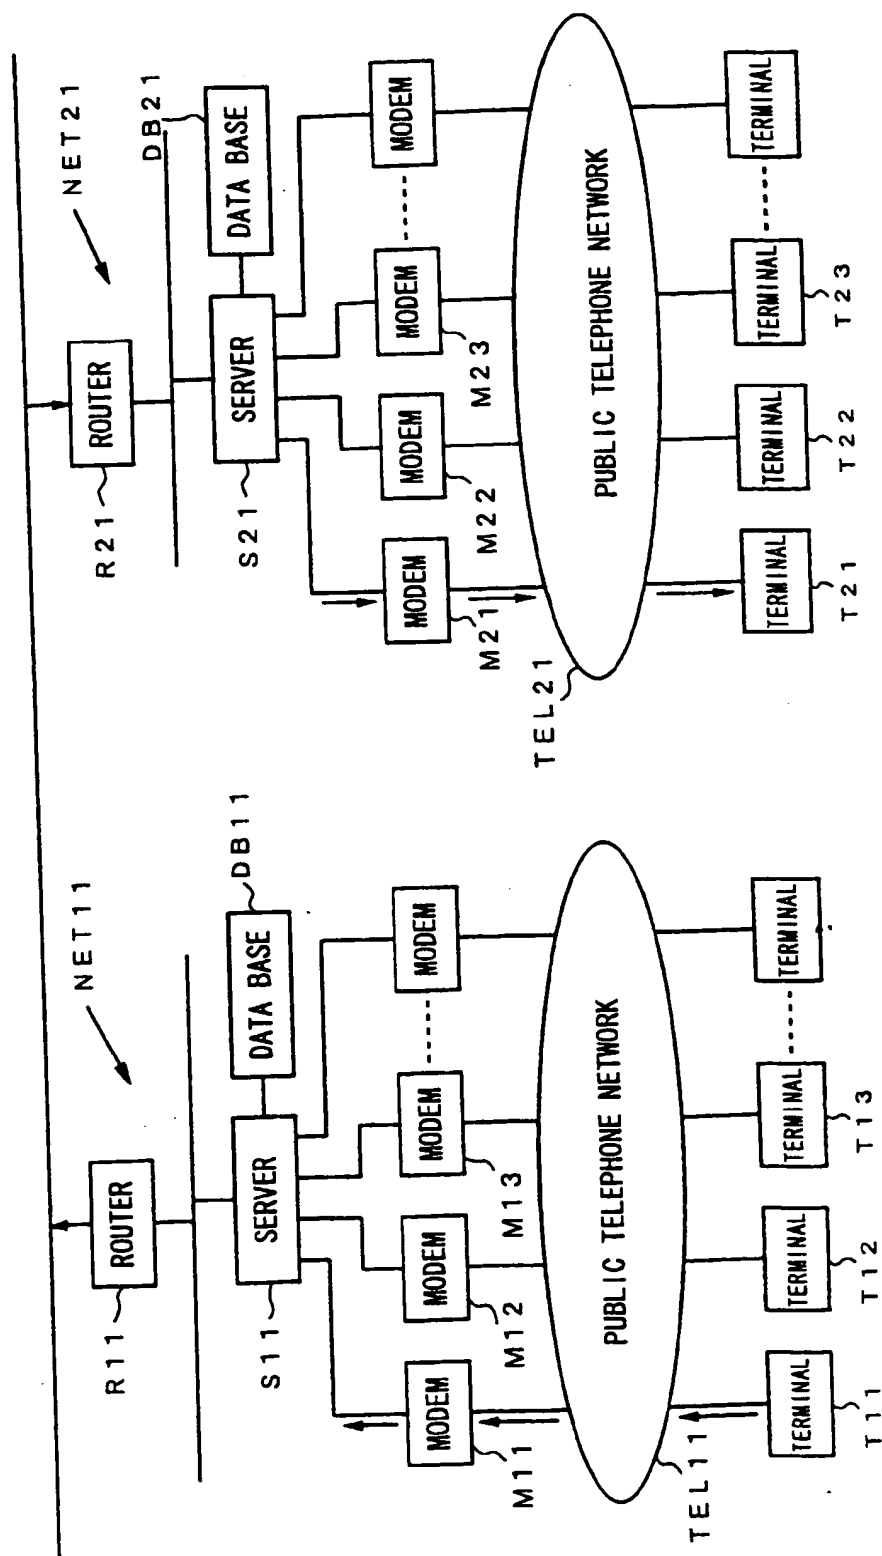 NET11
NET21
R11
ROUTER
R21
ROUTER
DB11
DB21
S11
SERVER
DATA BASE
S21
SERVER
DATA BASE
MODEM
MODEM
MODEM
MODEM
MODEM
MODEM
MODEM
MODEM
M11
M12
M13
M21
M22
M23
TEL11
PUBLIC TELEPHONE NETWORK
TEL21
PUBLIC TELEPHONE NETWORK
TERMINAL
TERMINAL
TERMINAL
TERMINAL
TERMINAL
TERMINAL
TERMINAL
TERMINAL
T11
T12
T13
T21
T22
T23